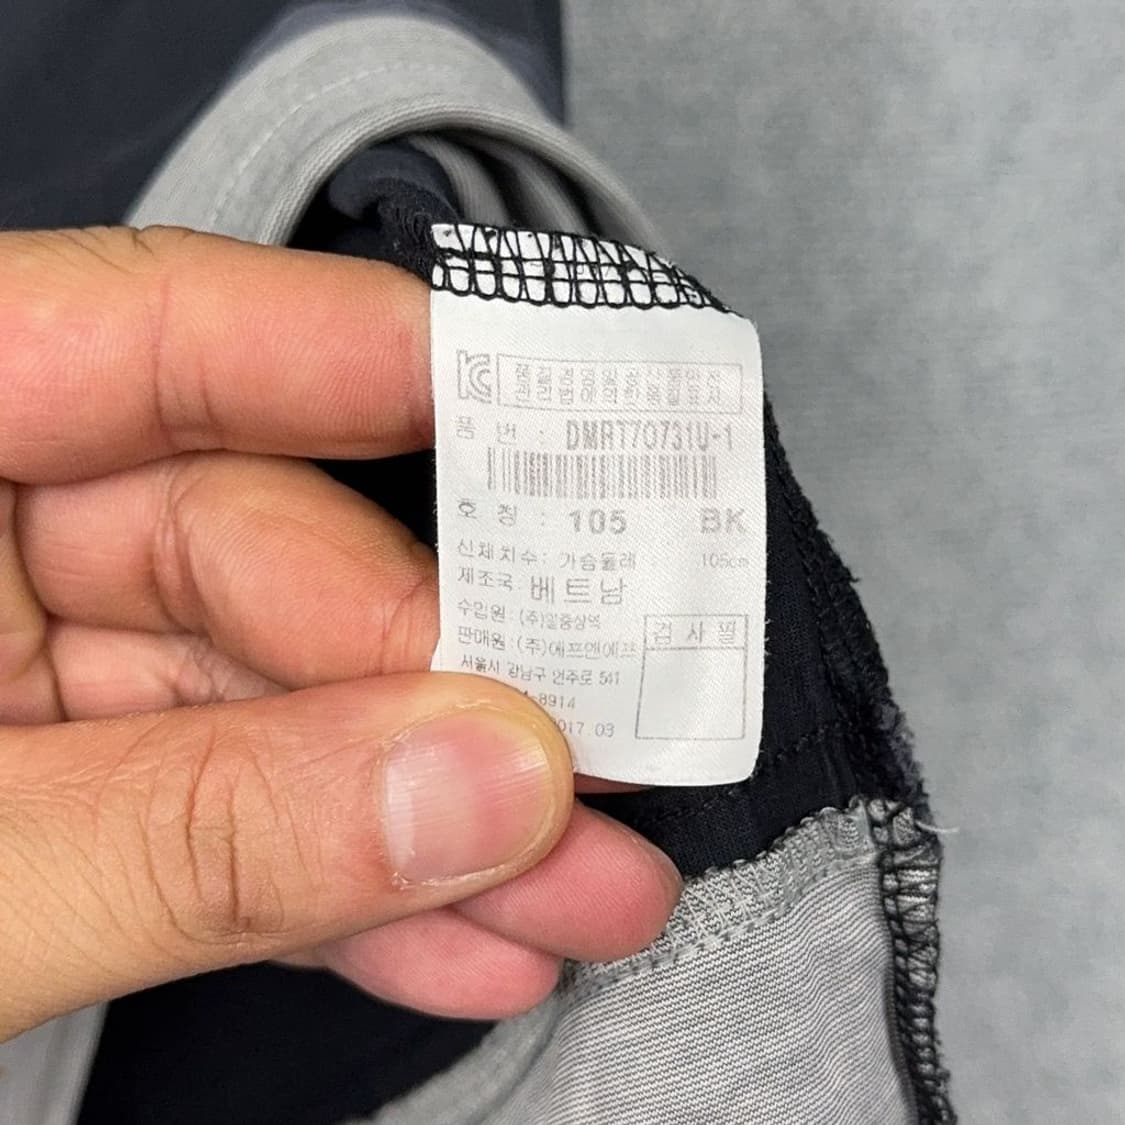 KC 품질경영및공산품안전
관리법에의한품질표시
품 번 : DMRT70731U-1
호 칭 : 105 BK
신체치수: 가슴둘레 105cm
제조국: 베트남
수입원: (주)일중상역
판매원: (주)에프앤에프
검사필
서울시 강남구 언주로 541
-8914
2017.03